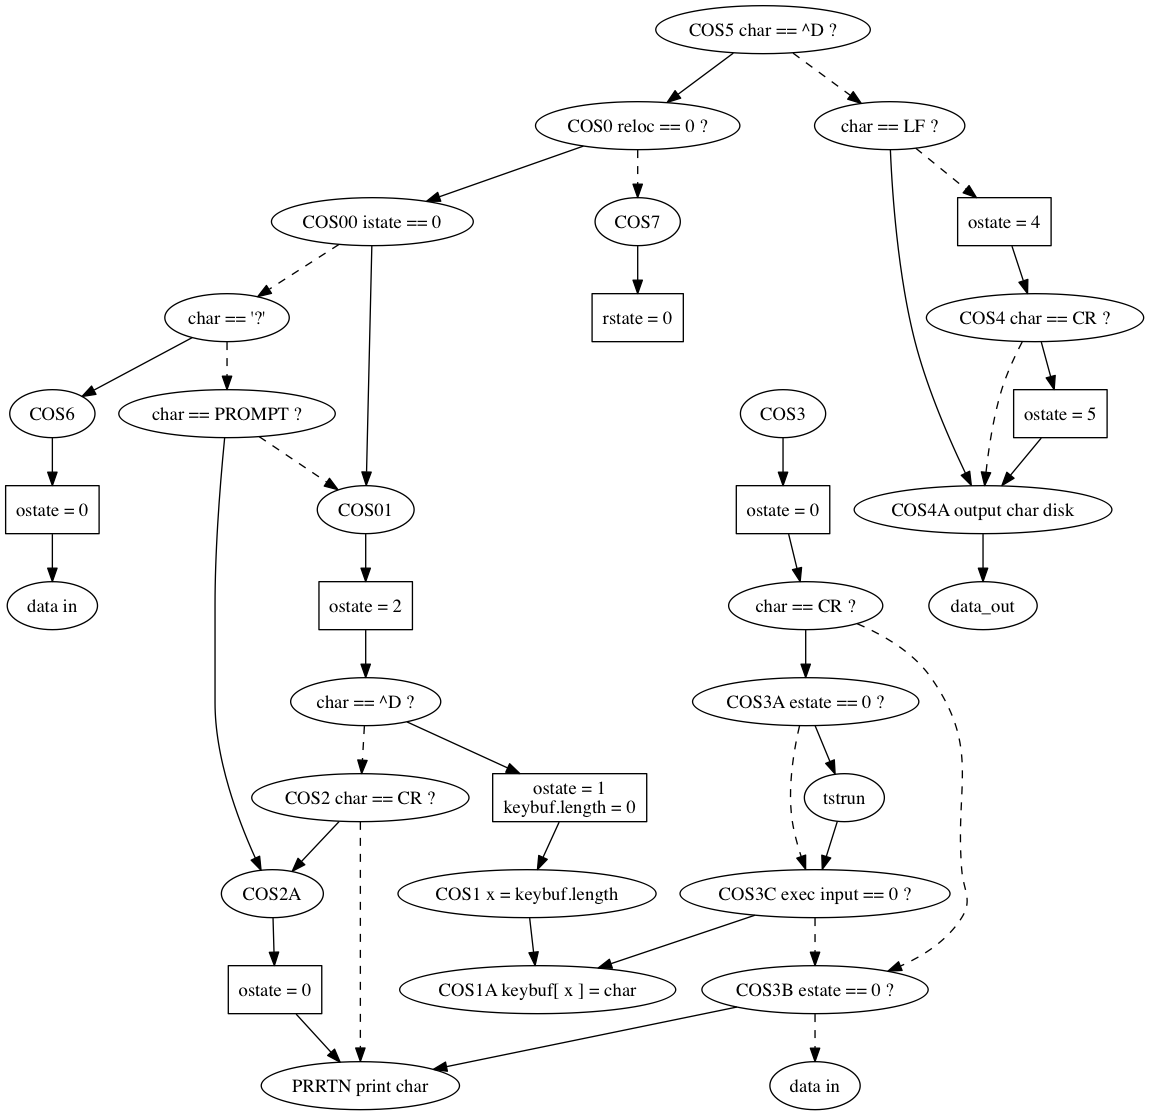 COS5 char == ^D ?
COS0 reloc == 0 ?
char == LF ?
COS00 istate == 0
COS7
ostate = 4
char == '?'
rstate = 0
COS4 char == CR ?
COS6
char == PROMPT ?
COS3
ostate = 5
ostate = 0
COS01
ostate = 0
COS4A output char disk
data in
ostate = 2
char == CR ?
data_out
char == ^D ?
COS3A estate == 0 ?
COS2 char == CR ?
ostate = 1
keybuf.length = 0
tstrun
COS2A
COS1 x = keybuf.length
COS3C exec input == 0 ?
ostate = 0
COS1A keybuf[ x ] = char
COS3B estate == 0 ?
PRRTN print char
data in